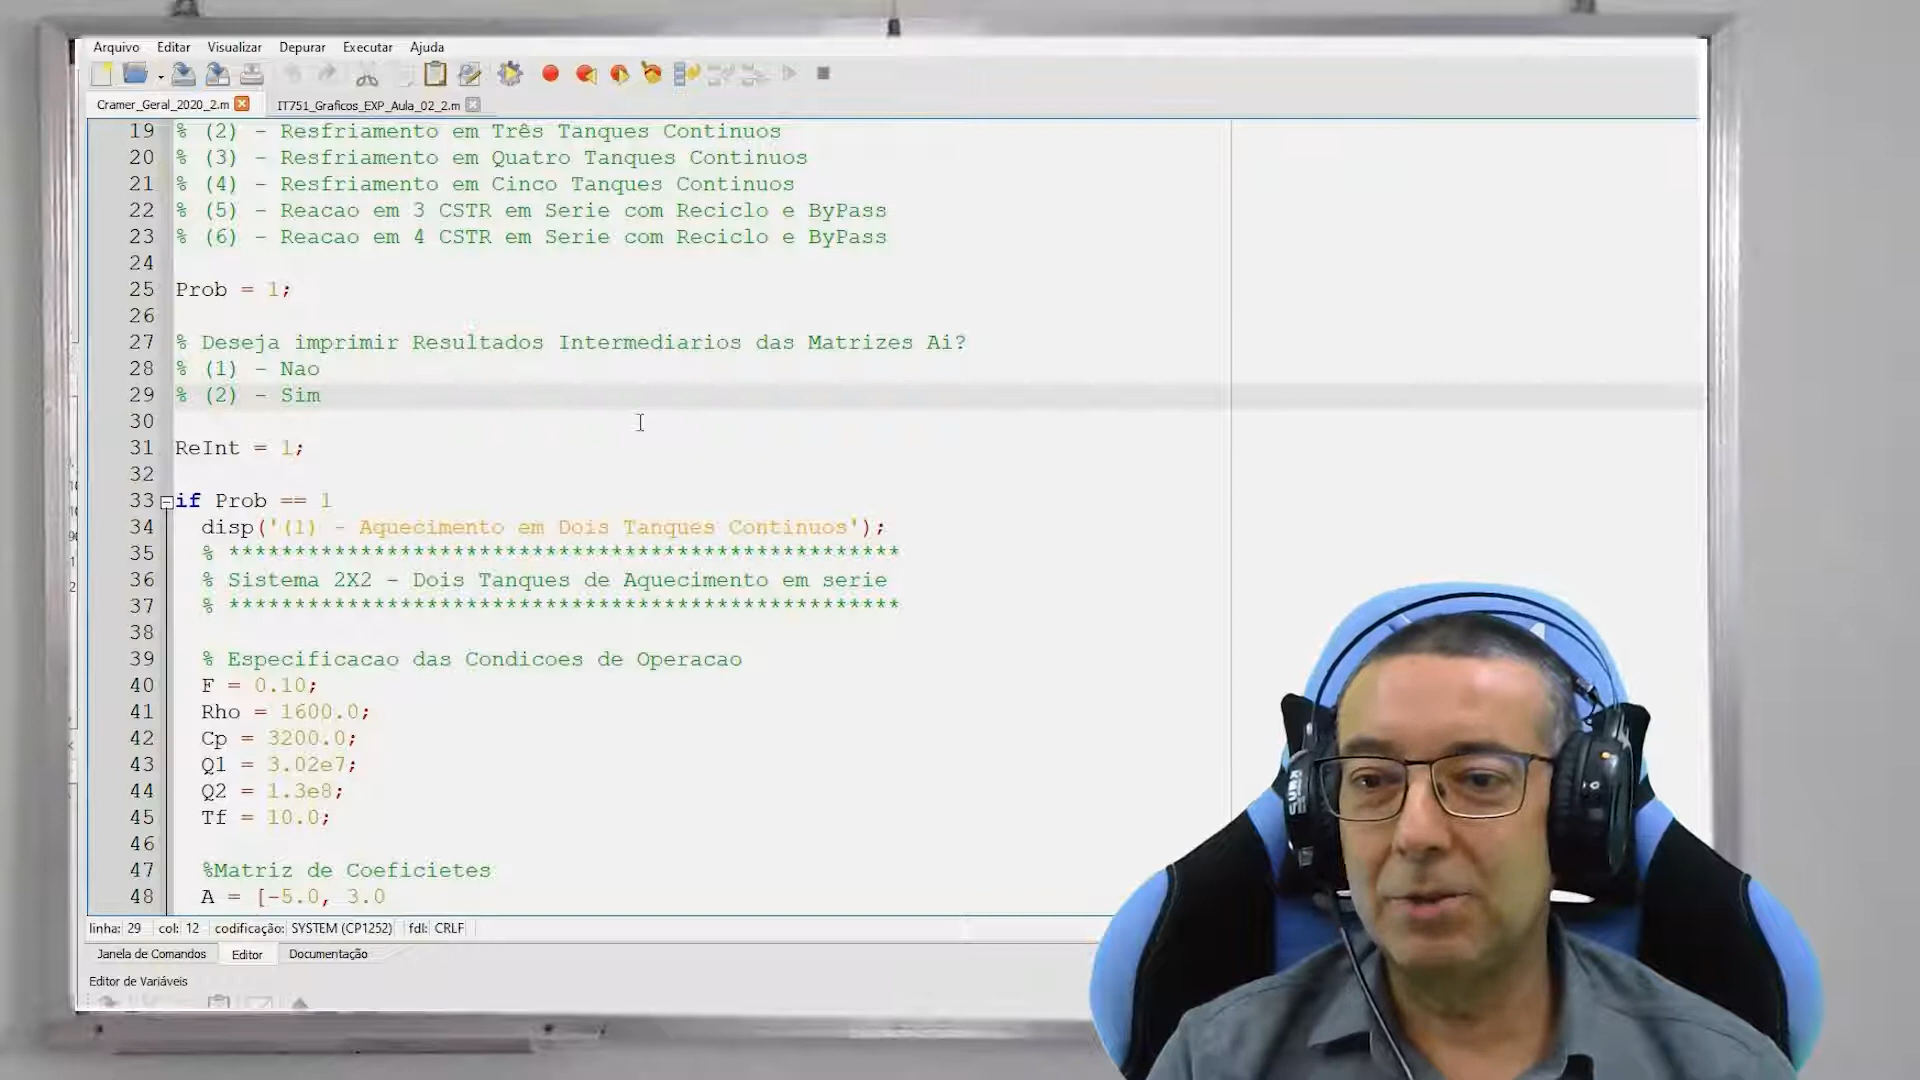 Arquivo Editar Visualizar Depurar Executar Ajuda
Cramer_Geral_2020_2.m IT751_Graficos_EXP_Aula_02_2.m
19 % (2) - Resfriamento em Três Tanques Continuos
20 % (3) - Resfriamento em Quatro Tanques Continuos
21 % (4) - Resfriamento em Cinco Tanques Continuos
22 % (5) - Reacao em 3 CSTR em Serie com Reciclo e ByPass
23 % (6) - Reacao em 4 CSTR em Serie com Reciclo e ByPass
24
25 Prob = 1;
26
27 % Deseja imprimir Resultados Intermediarios das Matrizes Ai?
28 % (1) - Nao
29 % (2) - Sim
30
31 ReInt = 1;
32
33 if Prob == 1
34 disp('(1) - Aquecimento em Dois Tanques Continuos');
35 % ***************************************************
36 % Sistema 2X2 - Dois Tanques de Aquecimento em serie
37 % ***************************************************
38
39 % Especificacao das Condicoes de Operacao
40 F = 0.10;
41 Rho = 1600.0;
42 Cp = 3200.0;
43 Q1 = 3.02e7;
44 Q2 = 1.3e8;
45 Tf = 10.0;
46
47 %Matriz de Coeficietes
48 A = [-5.0, 3.0
linha: 29 col: 12 codificação: SYSTEM (CP1252) fdl: CRLF
Janela de Comandos Editor Documentação
Editor de Variáveis